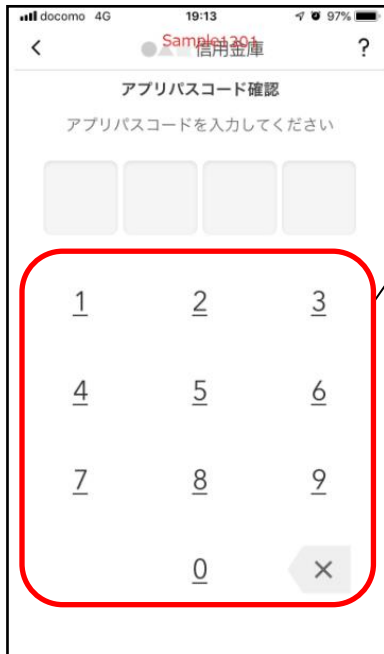 docomo 4G 19:13 97%
< Sample1301 信用金庫 ?
アプリパスコード確認
アプリパスコードを入力してください
1 2 3
4 5 6
7 8 9
0 ×